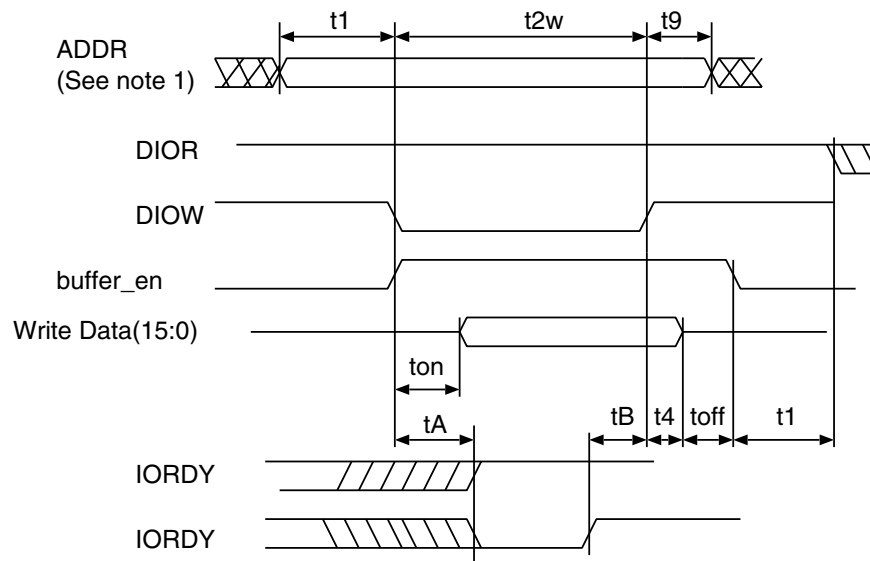 t1
t2w
t9
ADDR
(See note 1)
DIOR
DIOW
buffer_en
Write Data(15:0)
ton
tA
tB
t4
toff
t1
IORDY
IORDY